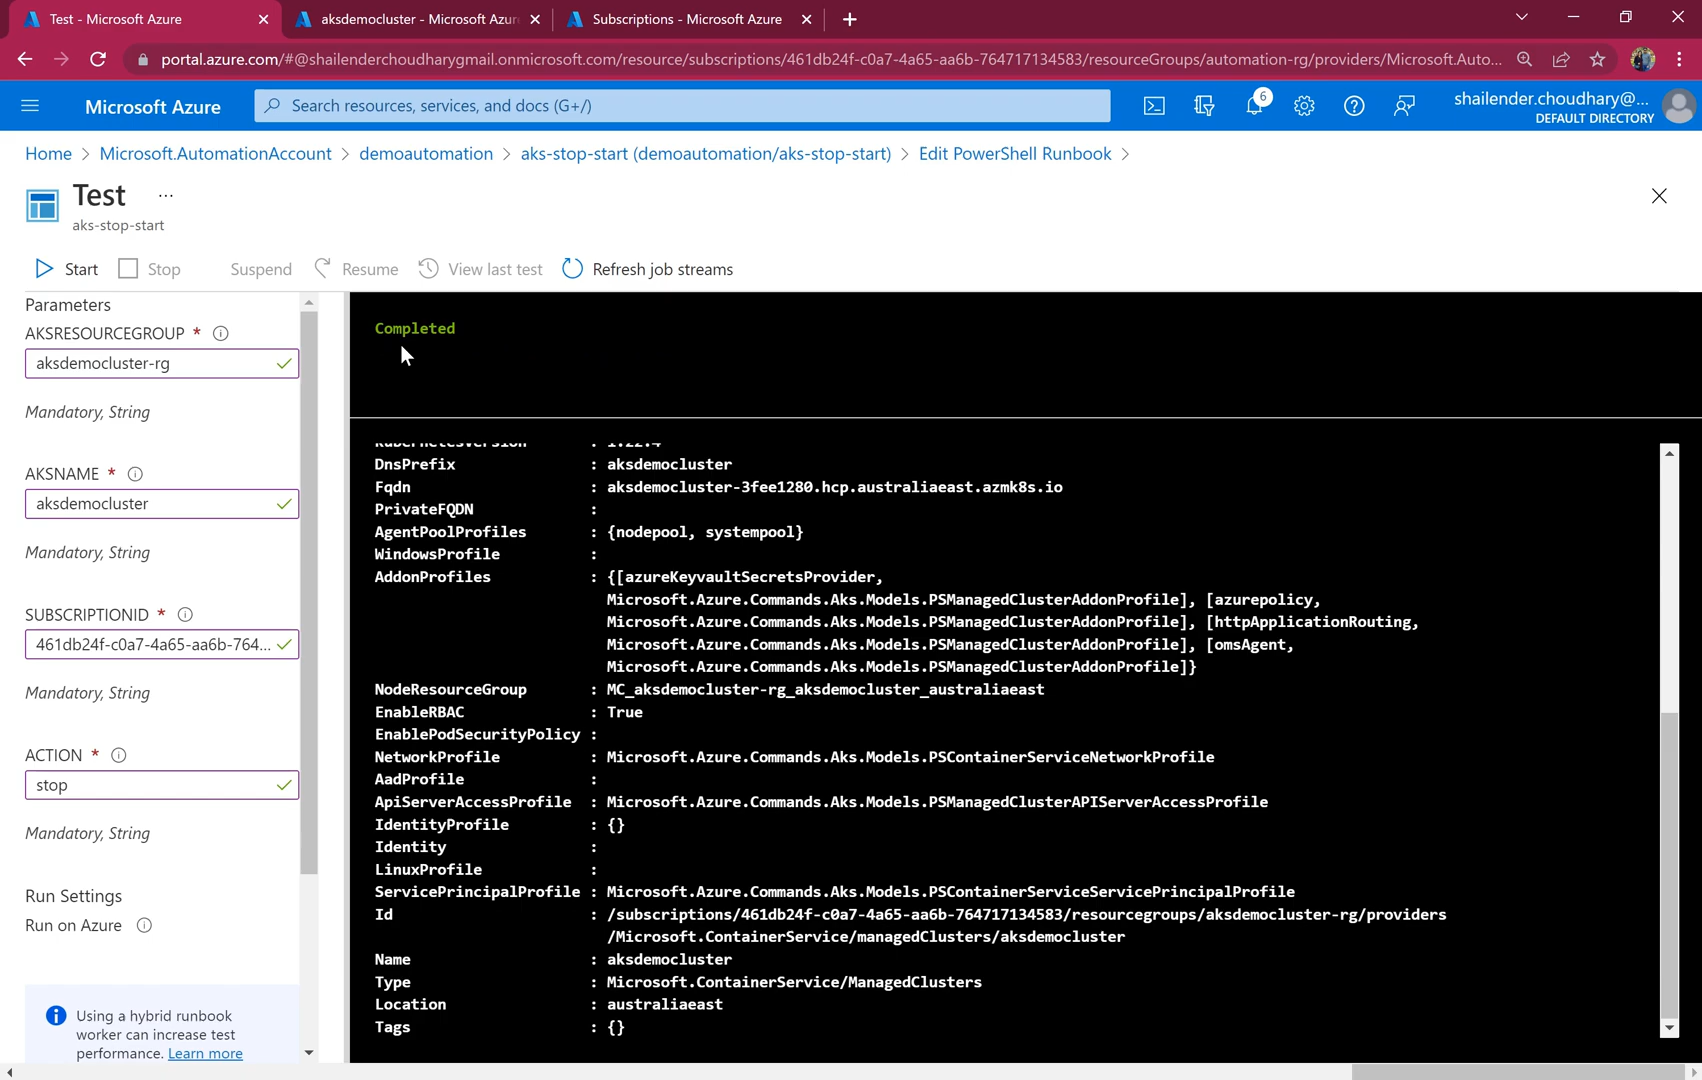 Test - Microsoft Azure
aksdemocluster - Microsoft Azur
Subscriptions - Microsoft Azure
portal.azure.com/#@shailenderchoudharygmail.onmicrosoft.com/resource/subscriptions/461db24f-c0a7-4a65-aa6b-764717134583/resourceGroups/automation-rg/providers/Microsoft.Auto...
Microsoft Azure
Search resources, services, and docs (G+/)
6
shailender.choudhary@...
DEFAULT DIRECTORY
Home > Microsoft.AutomationAccount > demoautomation > aks-stop-start (demoautomation/aks-stop-start) > Edit PowerShell Runbook >
Test ...
aks-stop-start
Start Stop Suspend Resume View last test Refresh job streams
Parameters
AKSRESOURCEGROUP *
aksdemocluster-rg
Mandatory, String
AKSNAME *
aksdemocluster
Mandatory, String
SUBSCRIPTIONID *
461db24f-c0a7-4a65-aa6b-764...
Mandatory, String
ACTION *
stop
Mandatory, String
Run Settings
Run on Azure
Using a hybrid runbook
worker can increase test
performance. Learn more
Completed
KubernetesVersion : 1.22.4
DnsPrefix : aksdemocluster
Fqdn : aksdemocluster-3fee1280.hcp.australiaeast.azmk8s.io
PrivateFQDN :
AgentPoolProfiles : {nodepool, systempool}
WindowsProfile :
AddonProfiles : {[azureKeyvaultSecretsProvider,
Microsoft.Azure.Commands.Aks.Models.PSManagedClusterAddonProfile], [azurepolicy,
Microsoft.Azure.Commands.Aks.Models.PSManagedClusterAddonProfile], [httpApplicationRouting,
Microsoft.Azure.Commands.Aks.Models.PSManagedClusterAddonProfile], [omsAgent,
Microsoft.Azure.Commands.Aks.Models.PSManagedClusterAddonProfile]}
NodeResourceGroup : MC_aksdemocluster-rg_aksdemocluster_australiaeast
EnableRBAC : True
EnablePodSecurityPolicy :
NetworkProfile : Microsoft.Azure.Commands.Aks.Models.PSContainerServiceNetworkProfile
AadProfile :
ApiServerAccessProfile : Microsoft.Azure.Commands.Aks.Models.PSManagedClusterAPIServerAccessProfile
IdentityProfile : {}
Identity :
LinuxProfile :
ServicePrincipalProfile : Microsoft.Azure.Commands.Aks.Models.PSContainerServiceServicePrincipalProfile
Id : /subscriptions/461db24f-c0a7-4a65-aa6b-764717134583/resourcegroups/aksdemocluster-rg/providers
/Microsoft.ContainerService/managedClusters/aksdemocluster
Name : aksdemocluster
Type : Microsoft.ContainerService/ManagedClusters
Location : australiaeast
Tags : {}